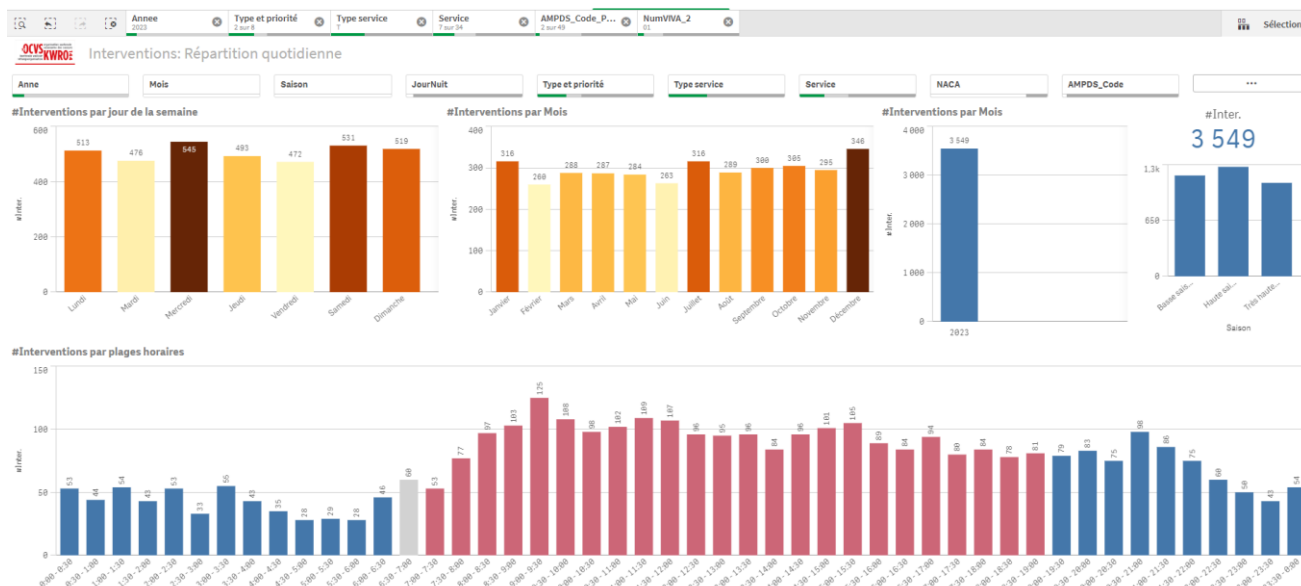 Annee
2023
Type et priorité
2 sur 6
Type service
7
Service
7 sur 34
AMPDS_Code_P...
2 sur 49
NumVIVA_2
01
Sélection
OCVS
KWRO
Interventions: Répartition quotidienne
Anne
Mois
Saison
JourNuit
Type et priorité
Type service
Service
NACA
AMPDS_Code
...
#Interventions par jour de la semaine
#Inter.
600
400
200
0
513
476
545
493
472
531
519
Lundi
Mardi
Mercredi
Jeudi
Vendredi
Samedi
Dimanche
#Interventions par Mois
#Inter.
400
300
200
100
0
316
260
288
287
284
263
316
289
300
305
295
346
Janvier
Février
Mars
Avril
Mai
Juin
Juillet
Août
Septembre
Octobre
Novembre
Décembre
#Interventions par Mois
#Inter.
4 000
3 000
2 000
1 000
0
3 549
2023
#Inter.
3 549
1,3k
650
0
Basse sais...
Haute sai...
Très haute...
Saison
#Interventions par plages horaires
#Inter.
150
100
50
0
53
44
54
43
53
33
55
43
35
28
29
28
46
60
53
77
97
103
125
108
98
102
109
107
96
95
96
84
96
101
105
89
84
94
80
84
78
81
79
83
75
98
86
75
60
50
43
54